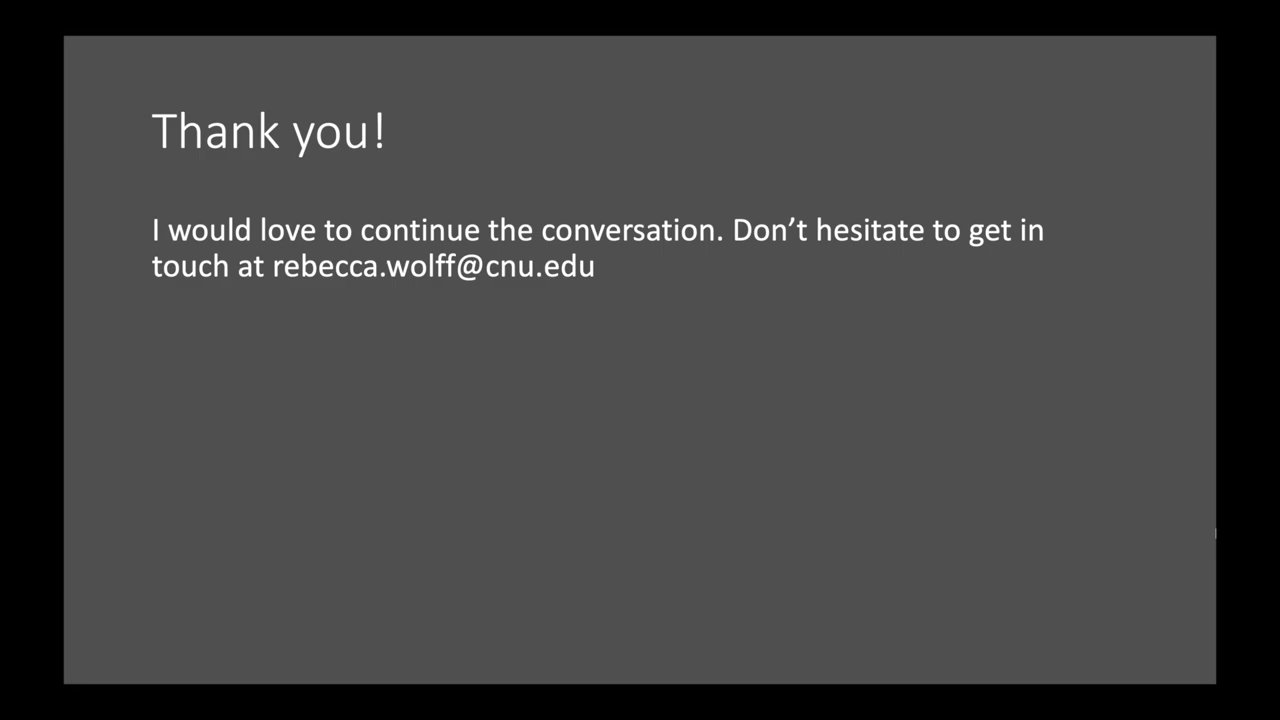 Thank you!
I would love to continue the conversation. Don’t hesitate to get in
touch at rebecca.wolff@cnu.edu